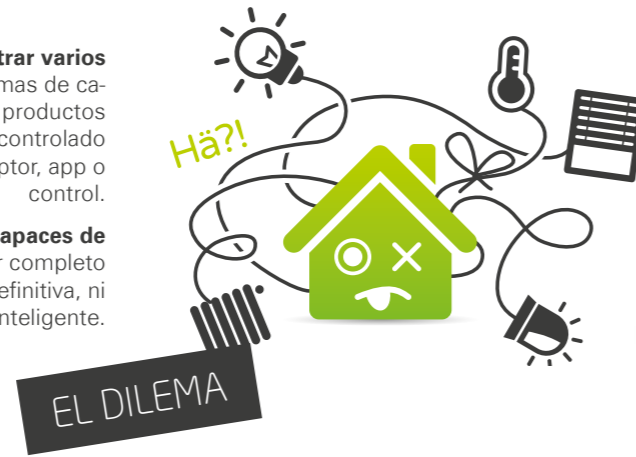 trar varios
mas de ca-
productos
controlado
ptor, app o
control.
apaces de
r completo
efinitiva, ni
nteligente.
Hä?!
EL DILEMA